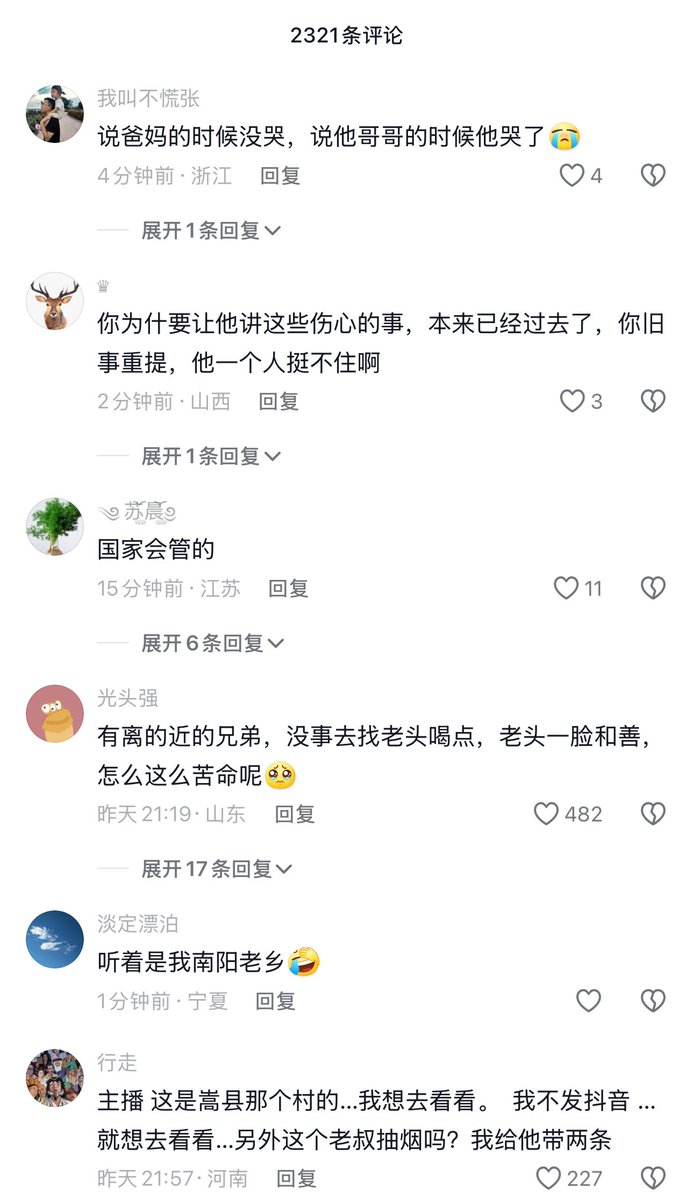 2321条评论
我叫不慌张
说爸妈的时候没哭，说他哥哥的时候他哭了😭
4分钟前·浙江 回复 4
展开1条回复
♕
你为什要让他讲这些伤心的事，本来已经过去了，你旧
事重提，他一个人挺不住啊
2分钟前·山西 回复 3
展开1条回复
苏晨
国家会管的
15分钟前·江苏 回复 11
展开6条回复
光头强
有离的近的兄弟，没事去找老头喝点，老头一脸和善，
怎么这么苦命呢🥺
昨天21:19·山东 回复 482
展开17条回复
淡定漂泊
听着是我南阳老乡🤣
1分钟前·宁夏 回复
行走
主播 这是嵩县那个村的...我想去看看。 我不发抖音 ...
就想去看看...另外这个老叔抽烟吗？我给他带两条
昨天21:57·河南 回复 227